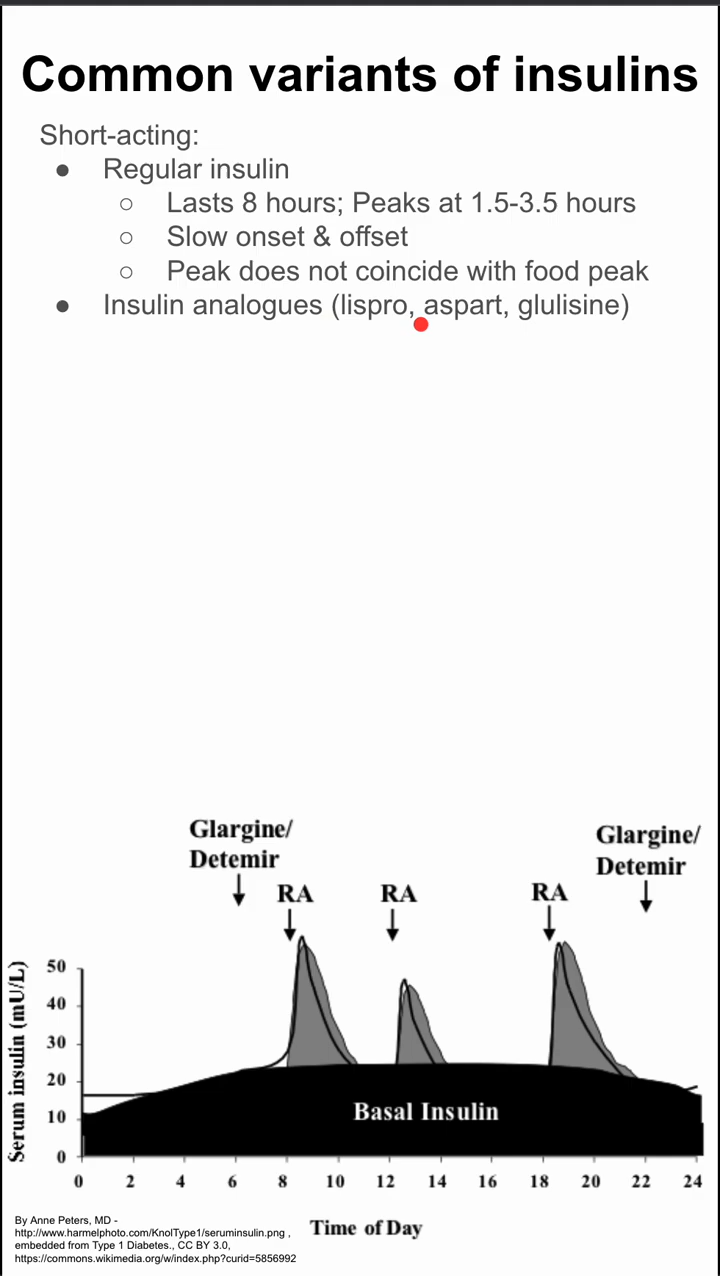 Common variants of insulins
Short-acting:
● Regular insulin
○ Lasts 8 hours; Peaks at 1.5-3.5 hours
○ Slow onset & offset
○ Peak does not coincide with food peak
● Insulin analogues (lispro, aspart, glulisine)
Glargine/
Detemir
RA
RA
RA
Glargine/
Detemir
Serum insulin (mU/L)
50
40
30
20
10
0
Basal Insulin
0 2 4 6 8 10 12 14 16 18 20 22 24
Time of Day
By Anne Peters, MD -
http://www.harmelphoto.com/KnolType1/seruminsulin.png ,
embedded from Type 1 Diabetes., CC BY 3.0,
https://commons.wikimedia.org/w/index.php?curid=5856992